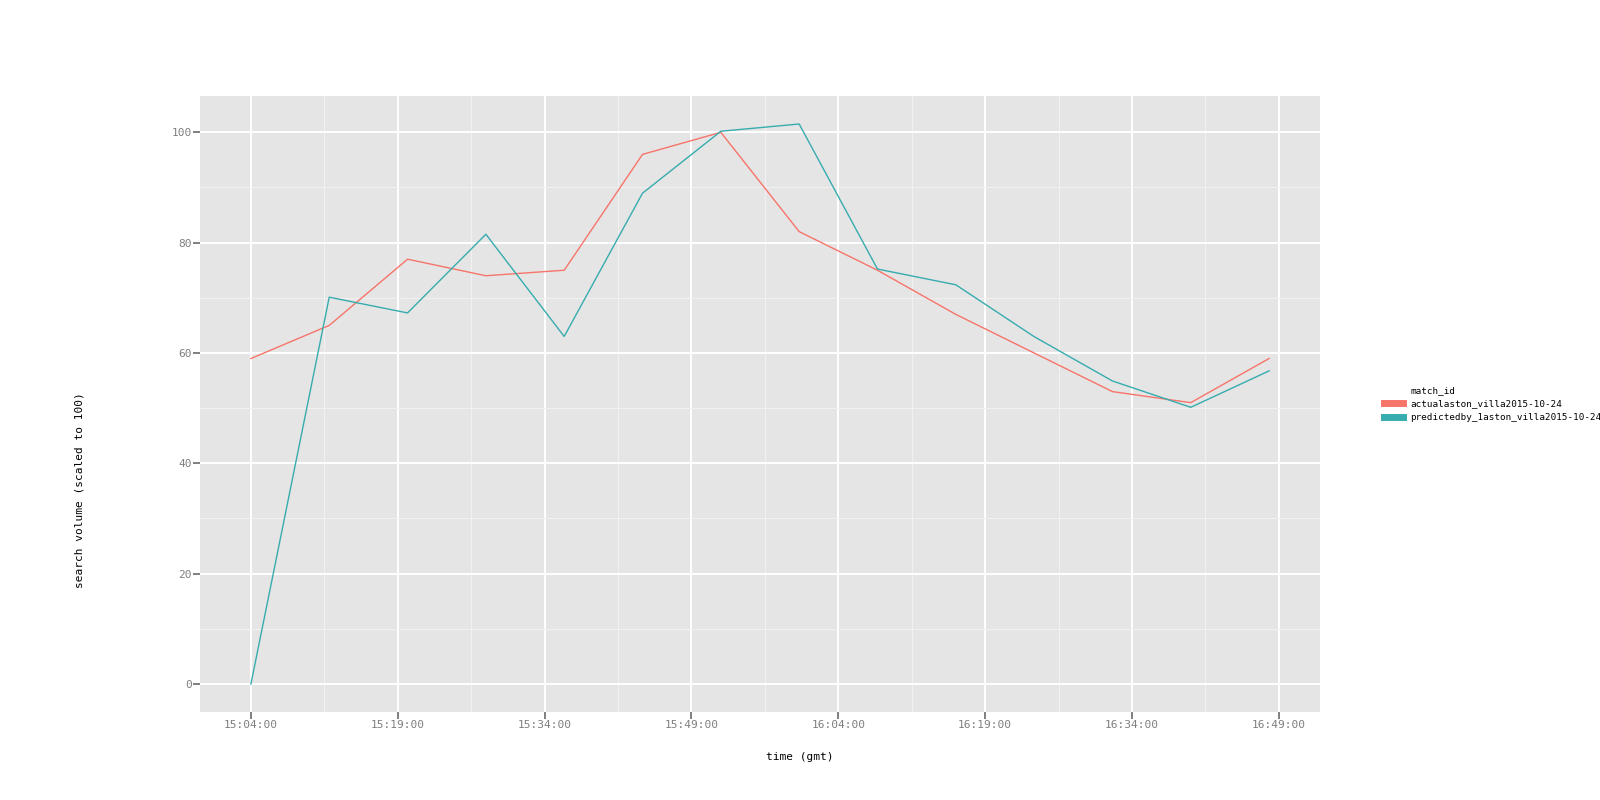 100
80
60
40
20
0
search volume (scaled to 100)
15:04:00
15:19:00
15:34:00
15:49:00
16:04:00
16:19:00
16:34:00
16:49:00
time (gmt)
match_id
actualaston_villa2015-10-24
predictedby_1aston_villa2015-10-24